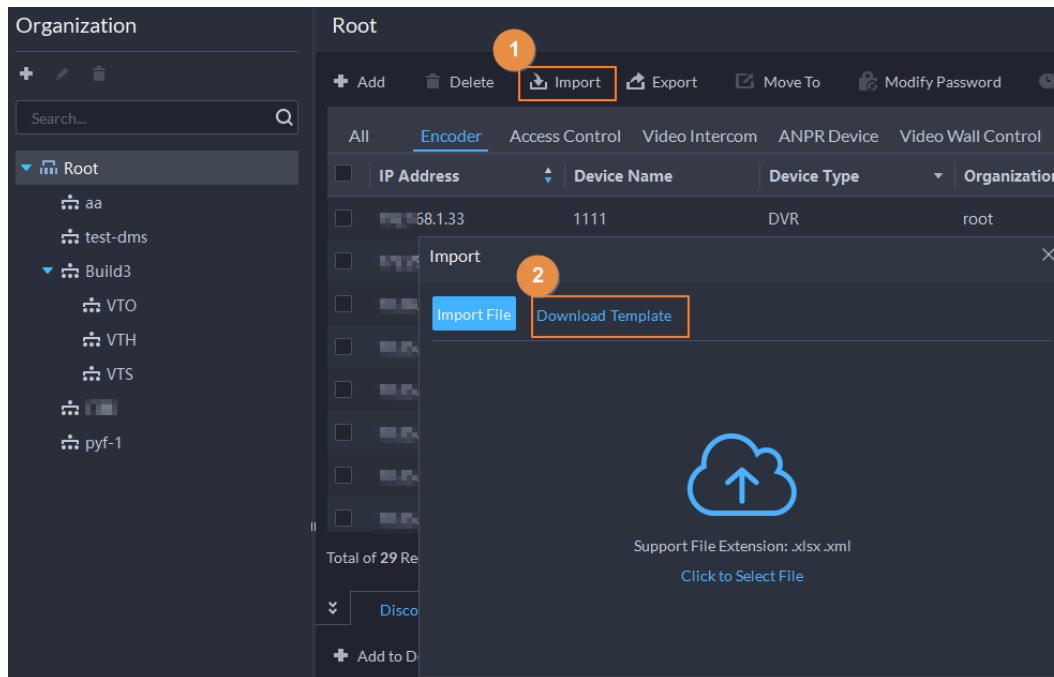 Organization
Search...
Root
aa
test-dms
Build3
VTO
VTH
VTS
pyf-1
Root
1
Add Delete Import Export Move To Modify Password
All Encoder Access Control Video Intercom ANPR Device Video Wall Control
IP Address Device Name Device Type Organization
68.1.33 1111 DVR root
Import
2
Import File Download Template
Support File Extension: .xlsx .xml
Click to Select File
Total of 29 Re
Disco
Add to D